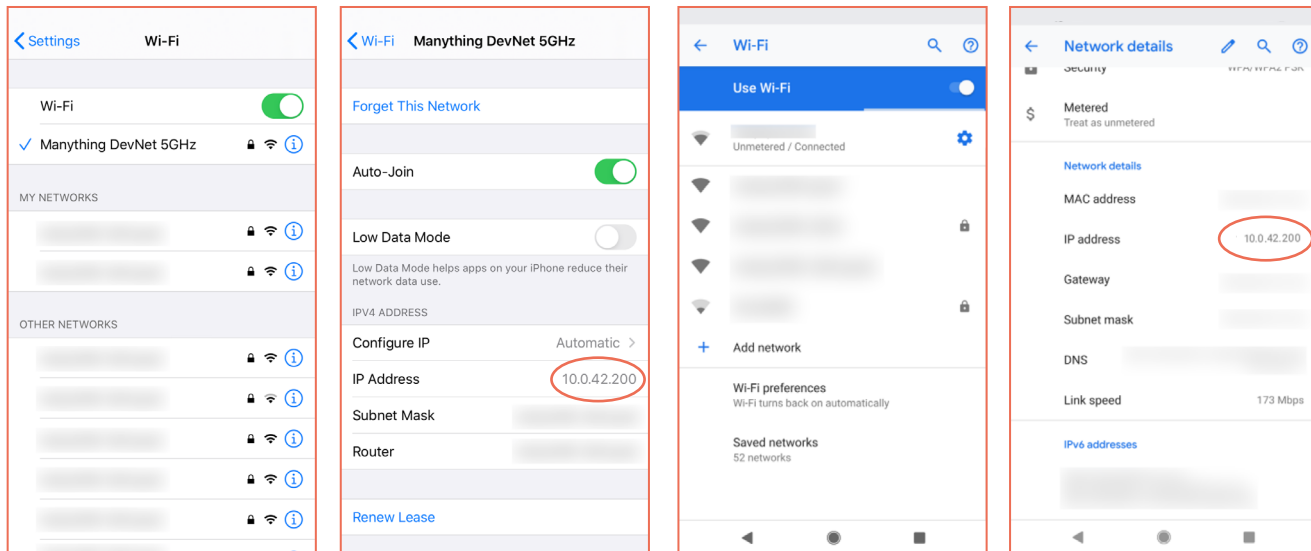 Settings
Wi-Fi
Wi-Fi
Manything DevNet 5GHz
MY NETWORKS
OTHER NETWORKS
Wi-Fi
Manything DevNet 5GHz
Forget This Network
Auto-Join
Low Data Mode
Low Data Mode helps apps on your iPhone reduce their
network data use.
IPV4 ADDRESS
Configure IP
Automatic
IP Address
10.0.42.200
Subnet Mask
Router
Renew Lease
Wi-Fi
Use Wi-Fi
Unmetered / Connected
Add network
Wi-Fi preferences
Wi-Fi turns back on automatically
Saved networks
52 networks
Network details
Security
WPA/WPA2 PSK
Metered
Treat as unmetered
Network details
MAC address
IP address
10.0.42.200
Gateway
Subnet mask
DNS
Link speed
173 Mbps
IPv6 addresses